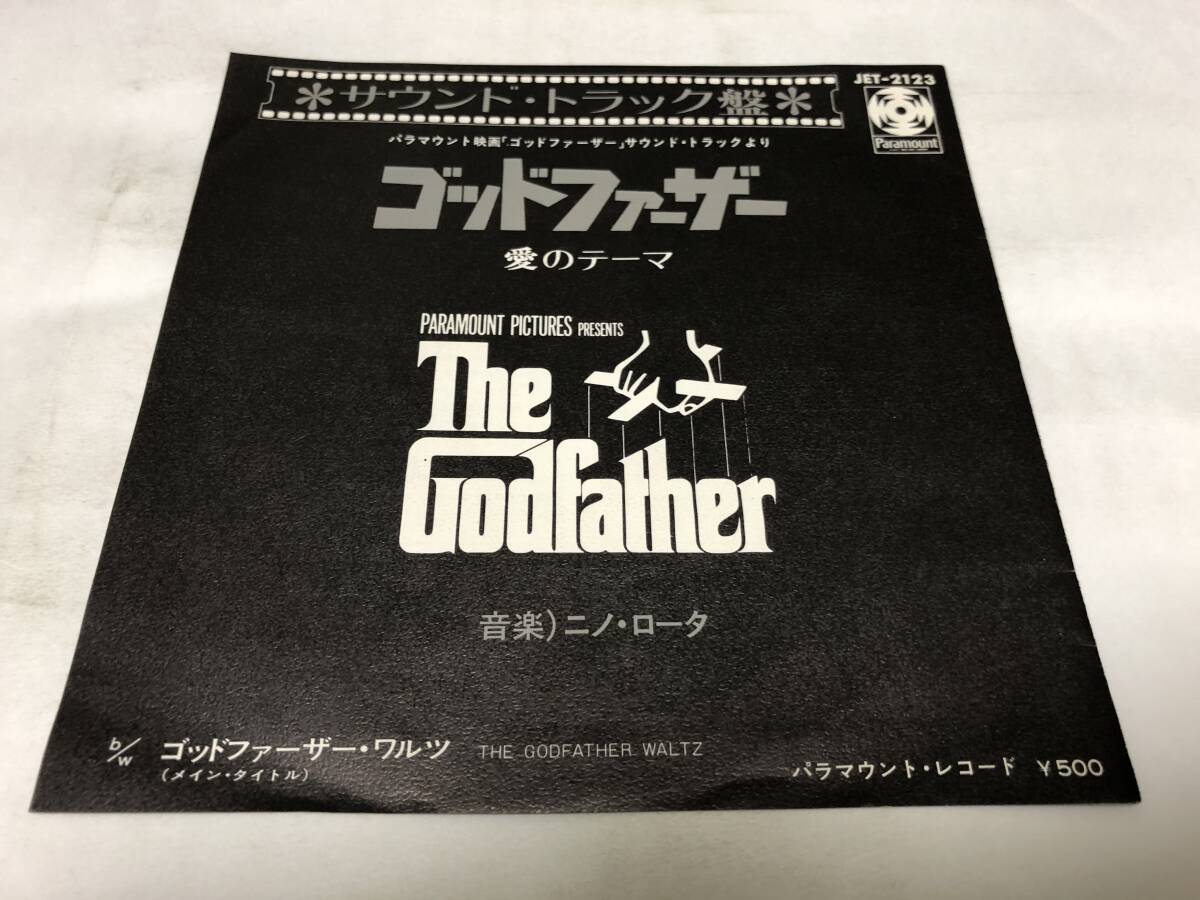 JET-2123
*サウンド・トラック盤*
Paramount
パラマウント映画「ゴッドファーザー」サウンド・トラックより
ゴッドファーザー
愛のテーマ
PARAMOUNT PICTURES PRESENTS
The
Godfather
音楽)ニノ・ロータ
b/w ゴッドファーザー・ワルツ THE GODFATHER WALTZ
(メイン・タイトル)
パラマウント・レコード ¥500